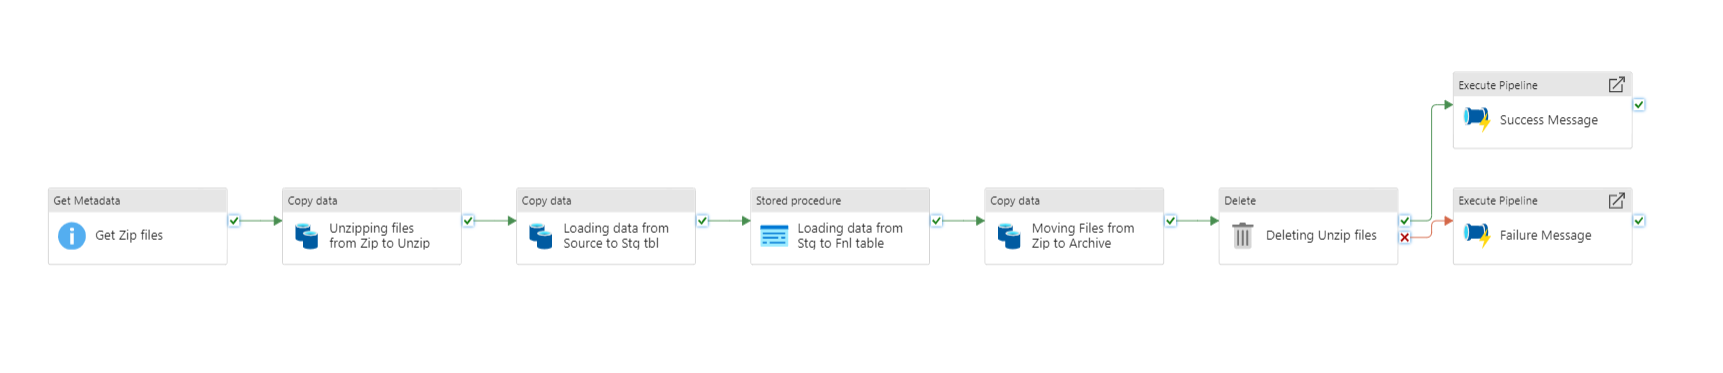 Execute Pipeline
Success Message
Get Metadata
Get Zip files
Copy data
Unzipping files
from Zip to Unzip
Copy data
Loading data from
Source to Stg tbl
Stored procedure
Loading data from
Stg to Fnl table
Copy data
Moving Files from
Zip to Archive
Delete
Deleting Unzip files
Execute Pipeline
Failure Message